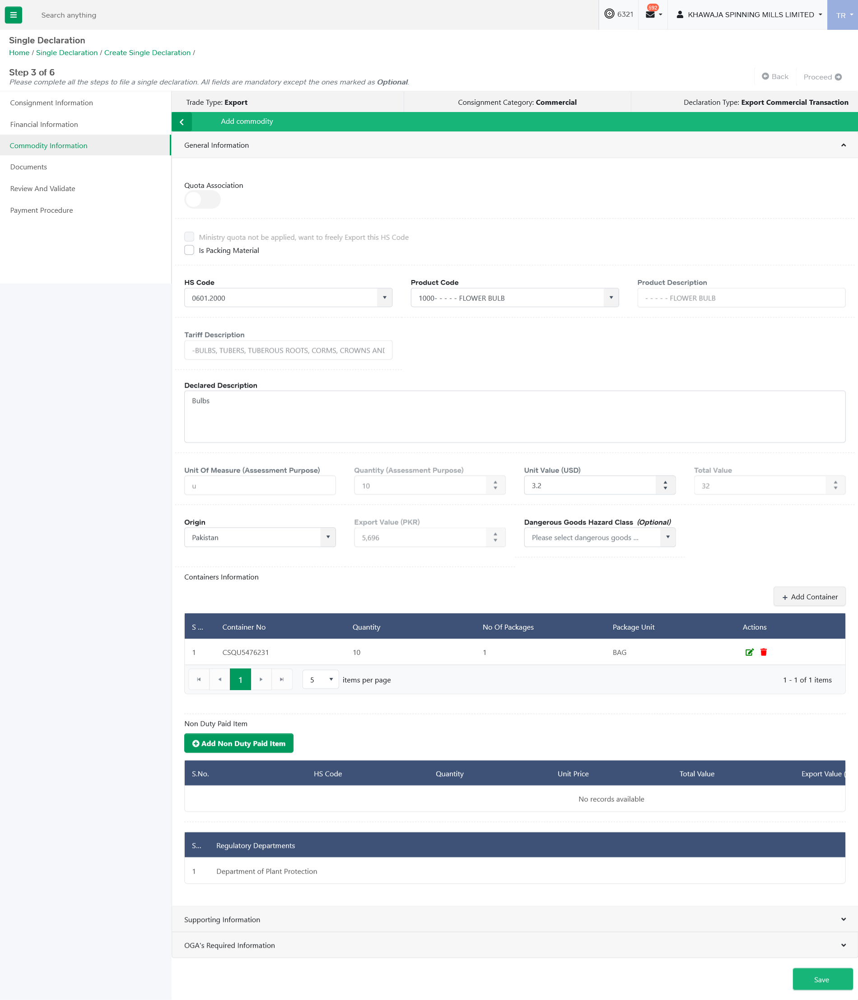 Search anything
6321
592
KHAWAJA SPINNING MILLS LIMITED
TR
Single Declaration
Home / Single Declaration / Create Single Declaration /
Step 3 of 6
Please complete all the steps to file a single declaration. All fields are mandatory except the ones marked as Optional.
Back
Proceed
Consignment Information
Financial Information
Commodity Information
Documents
Review And Validate
Payment Procedure
Trade Type: Export
Consignment Category: Commercial
Declaration Type: Export Commercial Transaction
Add commodity
General Information
Quota Association
Ministry quota not be applied, want to freely Export this HS Code
Is Packing Material
HS Code
Product Code
Product Description
0601.2000
1000- - - - - FLOWER BULB
- - - - - FLOWER BULB
Tariff Description
-BULBS, TUBERS, TUBEROUS ROOTS, CORMS, CROWNS AND
Declared Description
Bulbs
Unit Of Measure (Assessment Purpose)
Quantity (Assessment Purpose)
Unit Value (USD)
Total Value
u
10
3.2
32
Origin
Export Value (PKR)
Dangerous Goods Hazard Class (Optional)
Pakistan
5,696
Please select dangerous goods ...
Containers Information
+ Add Container
S ... Container No Quantity No Of Packages Package Unit Actions
1 CSQU5476231 10 1 BAG
1
5 items per page
1 - 1 of 1 items
Non Duty Paid Item
Add Non Duty Paid Item
S.No. HS Code Quantity Unit Price Total Value Export Value (
No records available
S... Regulatory Departments
1 Department of Plant Protection
Supporting Information
OGA's Required Information
Save